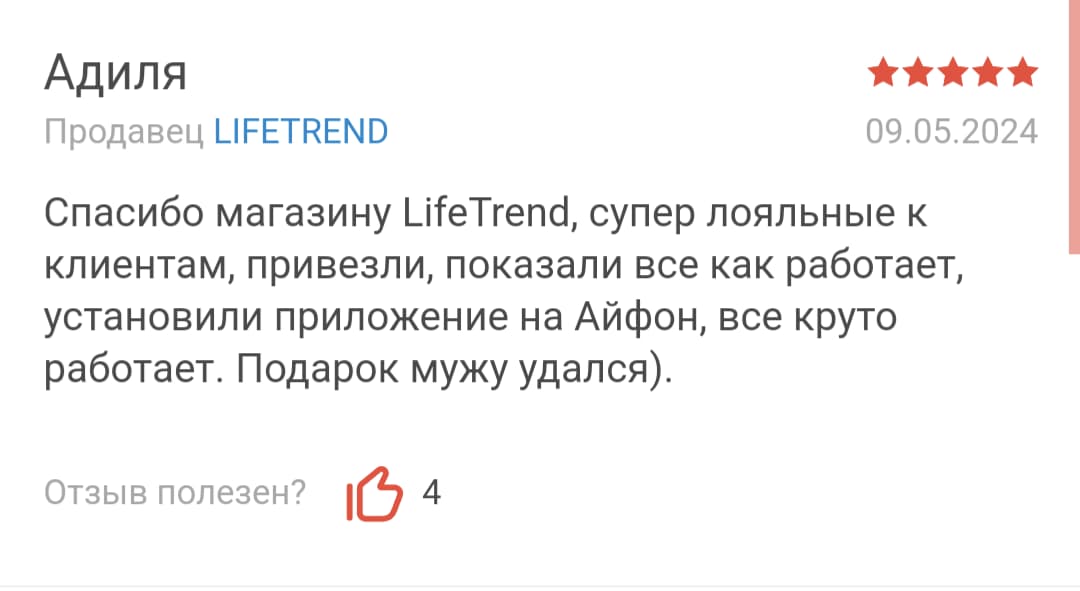 Адиля
Продавец LIFETREND
09.05.2024
Спасибо магазину LifeTrend, супер лояльные к
клиентам, привезли, показали все как работает,
установили приложение на Айфон, все круто
работает. Подарок мужу удался).
Отзыв полезен? 4